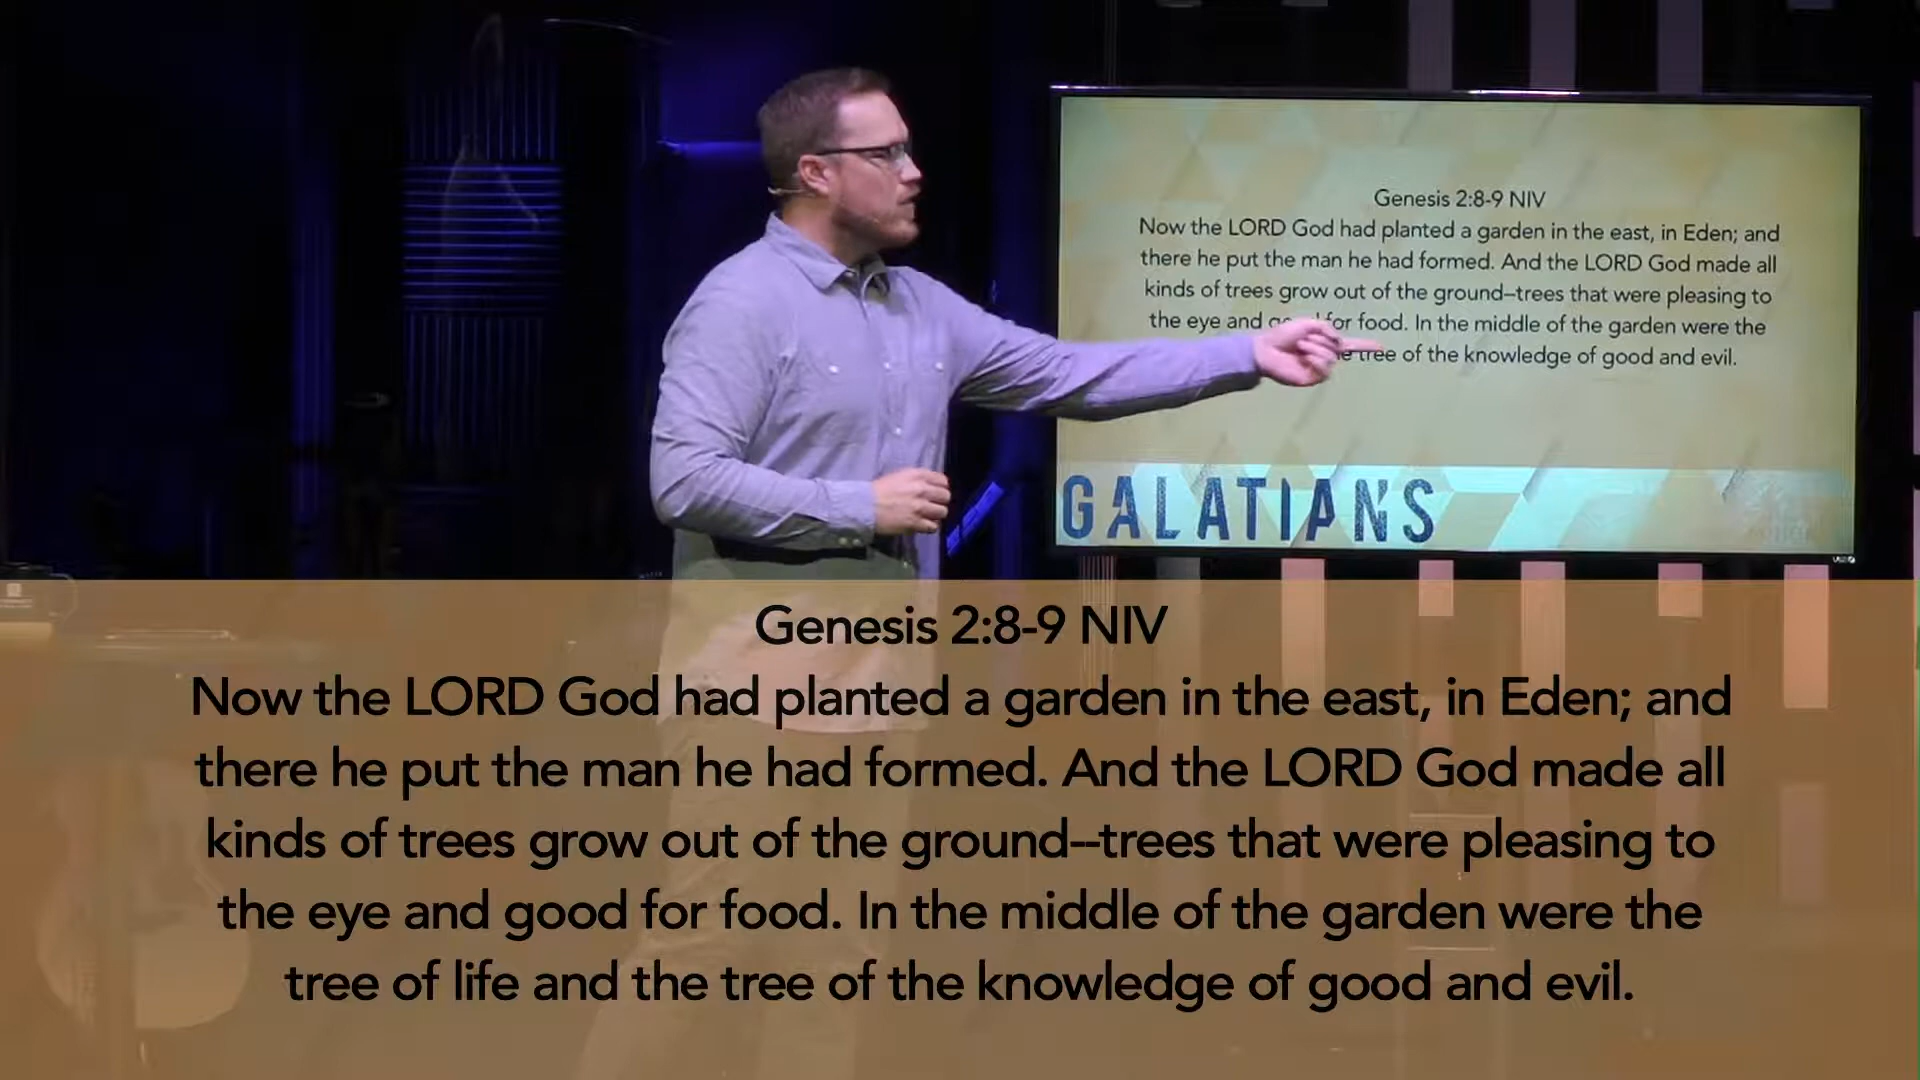 Genesis 2:8-9 NIV
Now the LORD God had planted a garden in the east, in Eden; and
there he put the man he had formed. And the LORD God made all
kinds of trees grow out of the ground–trees that were pleasing to
the eye and for food. In the middle of the garden were the
tree of the knowledge of good and evil.
GALATIANS
Genesis 2:8-9 NIV
Now the LORD God had planted a garden in the east, in Eden; and
there he put the man he had formed. And the LORD God made all
kinds of trees grow out of the ground--trees that were pleasing to
the eye and good for food. In the middle of the garden were the
tree of life and the tree of the knowledge of good and evil.